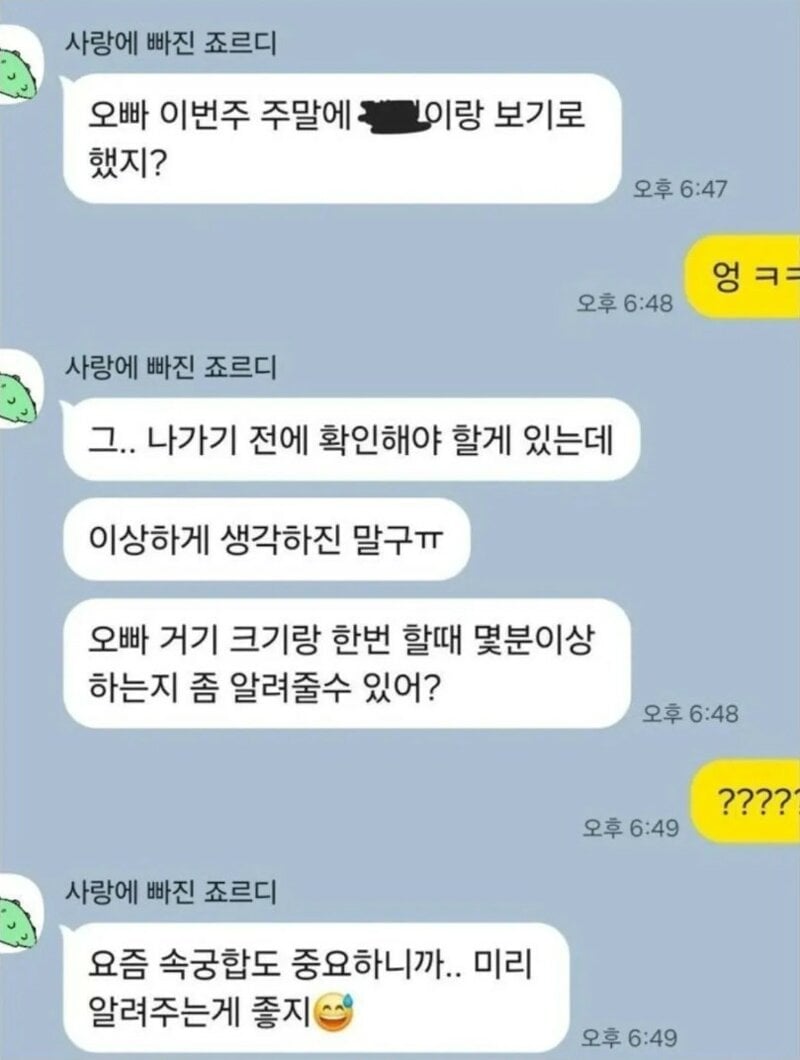 사랑에 빠진 죠르디
오빠 이번주 주말에 이랑 보기로
했지?
오후 6:47
엉 ㅋㅋ
오후 6:48
사랑에 빠진 죠르디
그.. 나가기 전에 확인해야 할게 있는데
이상하게 생각하진 말구ㅠ
오빠 거기 크기랑 한번 할때 몇분이상
하는지 좀 알려줄수 있어?
오후 6:48
?????
오후 6:49
사랑에 빠진 죠르디
요즘 속궁합도 중요하니까.. 미리
알려주는게 좋지😅
오후 6:49